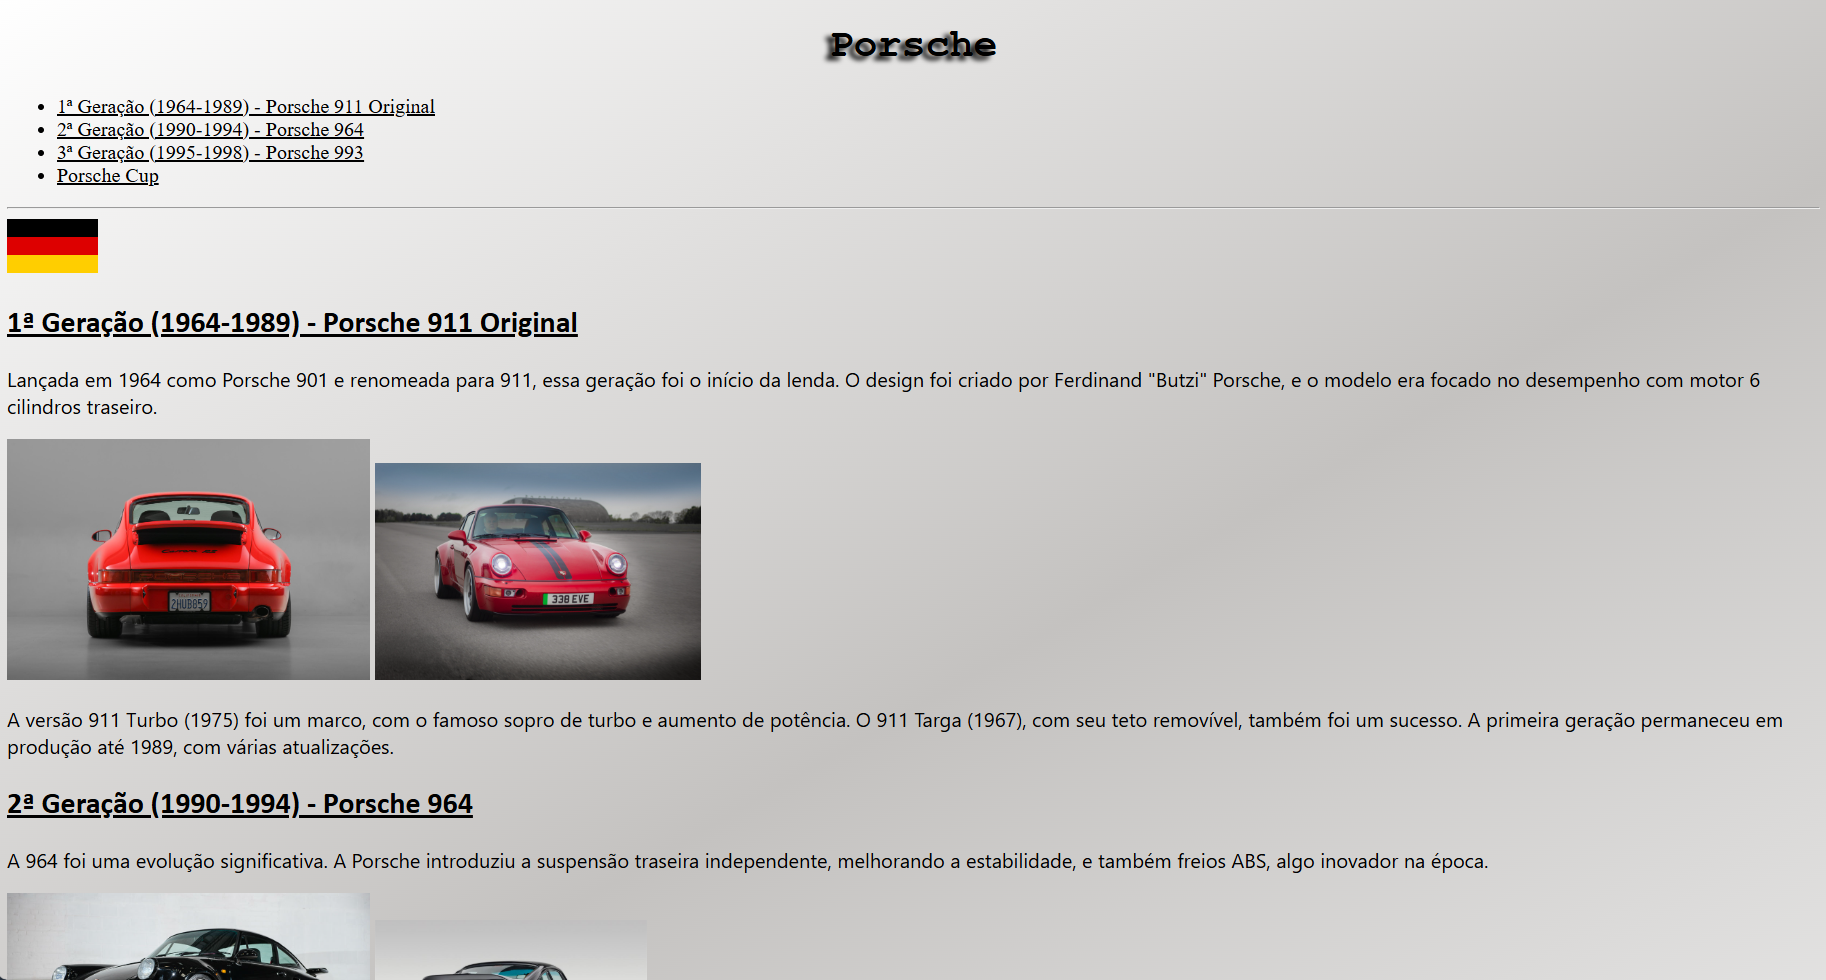 Porsche
1ª Geração (1964-1989) - Porsche 911 Original
2ª Geração (1990-1994) - Porsche 964
3ª Geração (1995-1998) - Porsche 993
Porsche Cup
1ª Geração (1964-1989) - Porsche 911 Original
Lançada em 1964 como Porsche 901 e renomeada para 911, essa geração foi o início da lenda. O design foi criado por Ferdinand "Butzi" Porsche, e o modelo era focado no desempenho com motor 6
cilindros traseiro.
2HUB859
338 EVE
A versão 911 Turbo (1975) foi um marco, com o famoso sopro de turbo e aumento de potência. O 911 Targa (1967), com seu teto removível, também foi um sucesso. A primeira geração permaneceu em
produção até 1989, com várias atualizações.
2ª Geração (1990-1994) - Porsche 964
A 964 foi uma evolução significativa. A Porsche introduziu a suspensão traseira independente, melhorando a estabilidade, e também freios ABS, algo inovador na época.